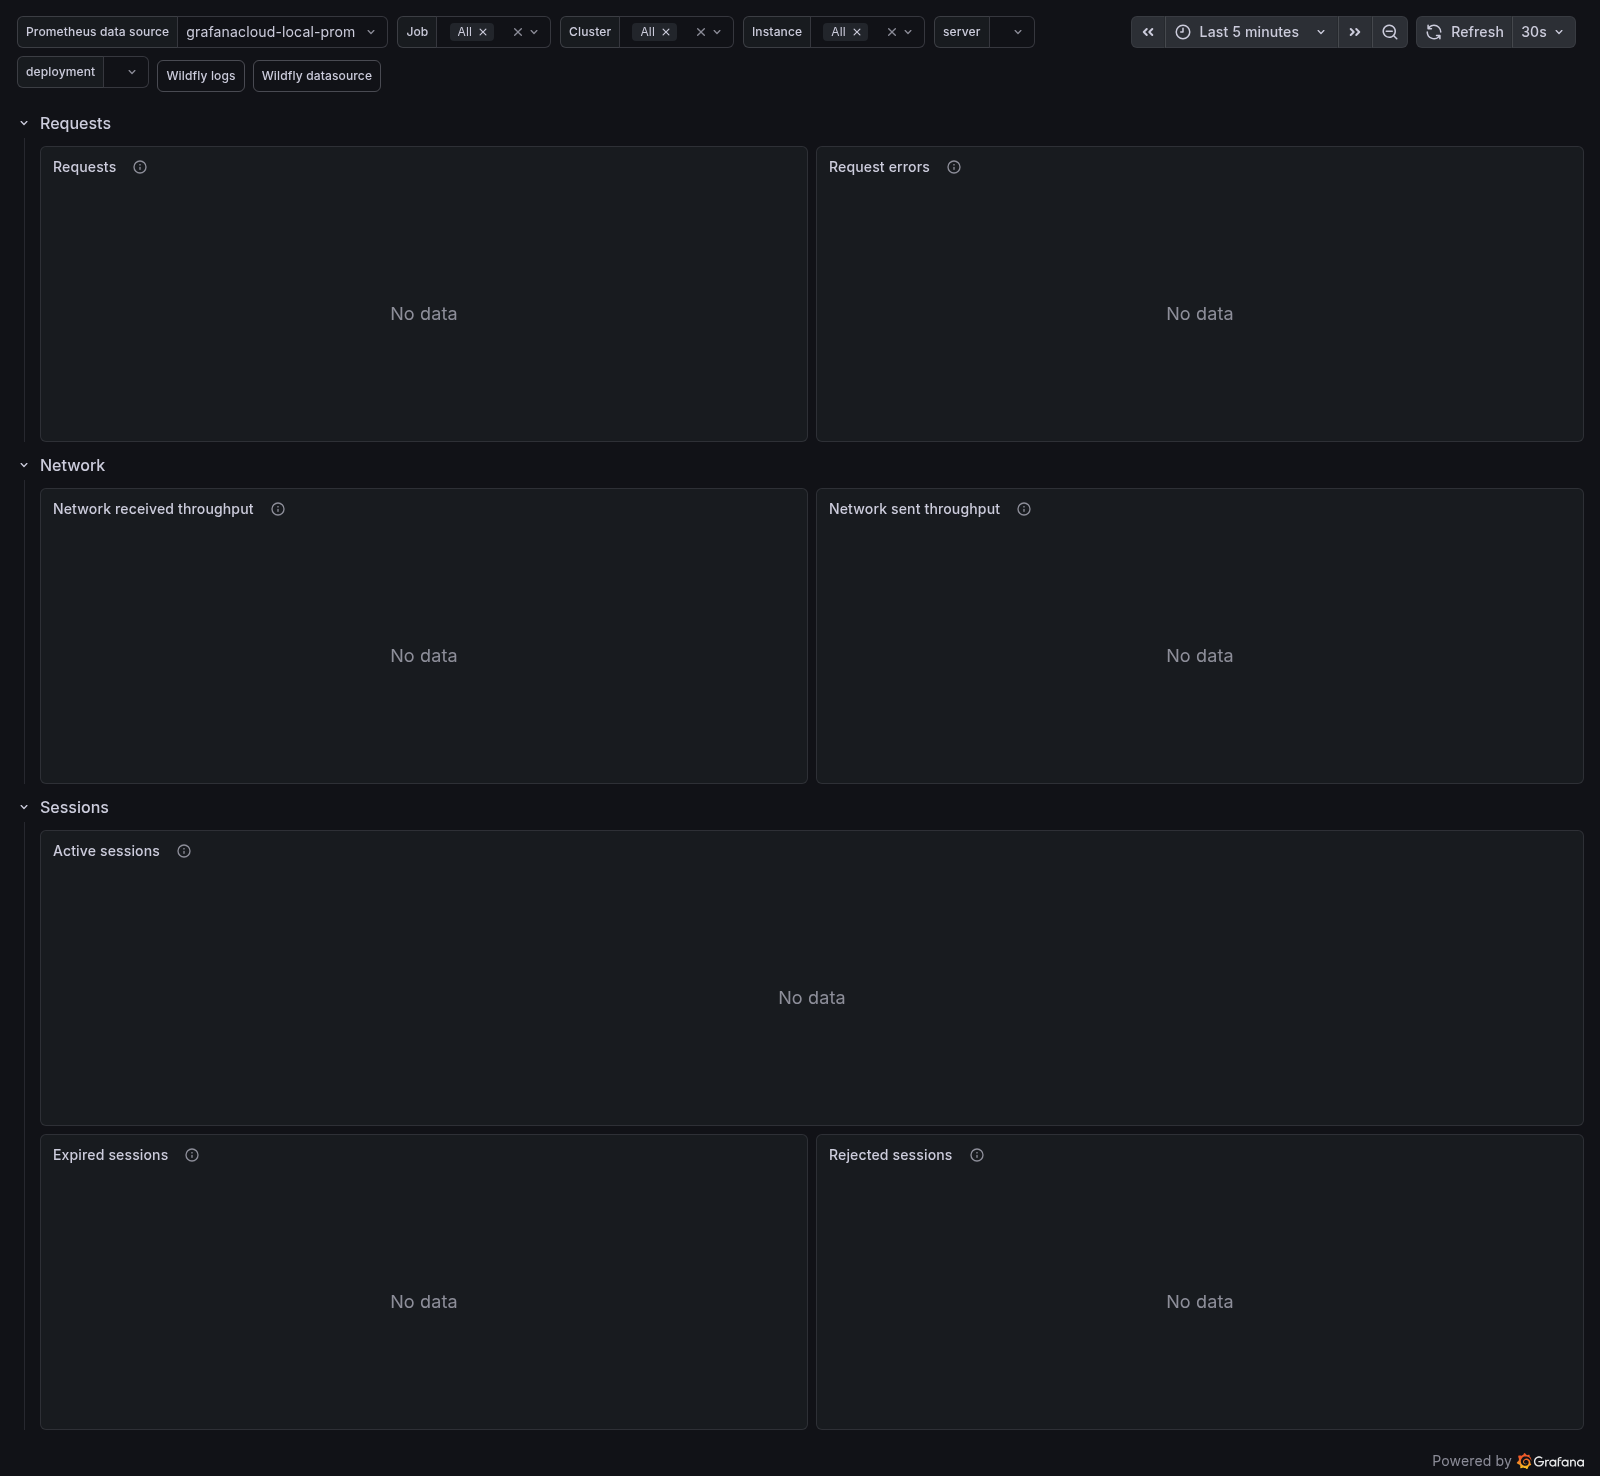 Prometheus data source grafanacloud-local-prom Job All Cluster All Instance All server Last 5 minutes Refresh 30s
deployment Wildfly logs Wildfly datasource
Requests
Requests Request errors
No data No data
Network
Network received throughput Network sent throughput
No data No data
Sessions
Active sessions
No data
Expired sessions Rejected sessions
No data No data
Powered by Grafana